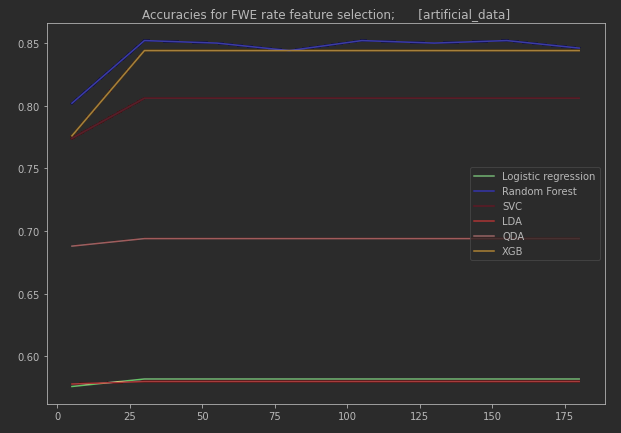 Accuracies for FWE rate feature selection; [artificial_data]
0.85
0.80
0.75
0.70
0.65
0.60
Logistic regression
Random Forest
SVC
LDA
QDA
XGB
0 25 50 75 100 125 150 175